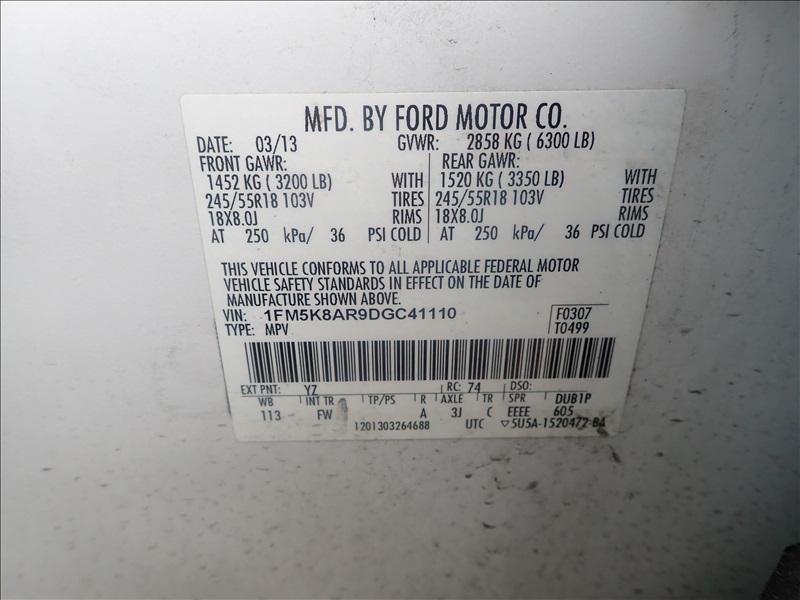 MFD. BY FORD MOTOR CO.
DATE: 03/13 GVWR: 2858 KG ( 6300 LB)
FRONT GAWR: REAR GAWR:
1452 KG ( 3200 LB) WITH 1520 KG ( 3350 LB) WITH
245/55R18 103V TIRES 245/55R18 103V TIRES
18X8.0J RIMS 18X8.0J RIMS
AT 250 kPa/ 36 PSI COLD AT 250 kPa/ 36 PSI COLD
THIS VEHICLE CONFORMS TO ALL APPLICABLE FEDERAL MOTOR
VEHICLE SAFETY STANDARDS IN EFFECT ON THE DATE OF
MANUFACTURE SHOWN ABOVE.
VIN: 1FM5K8AR9DGC41110 F0307
TYPE: MPV T0499
EXT PNT: YZ RC: 74 DSO:
WB INT TR TP/PS R AXLE TR SPR DUB1P
113 FW A 3J C EEEE 605
1201303264688 UTC ▽5U5A-1520472-BA